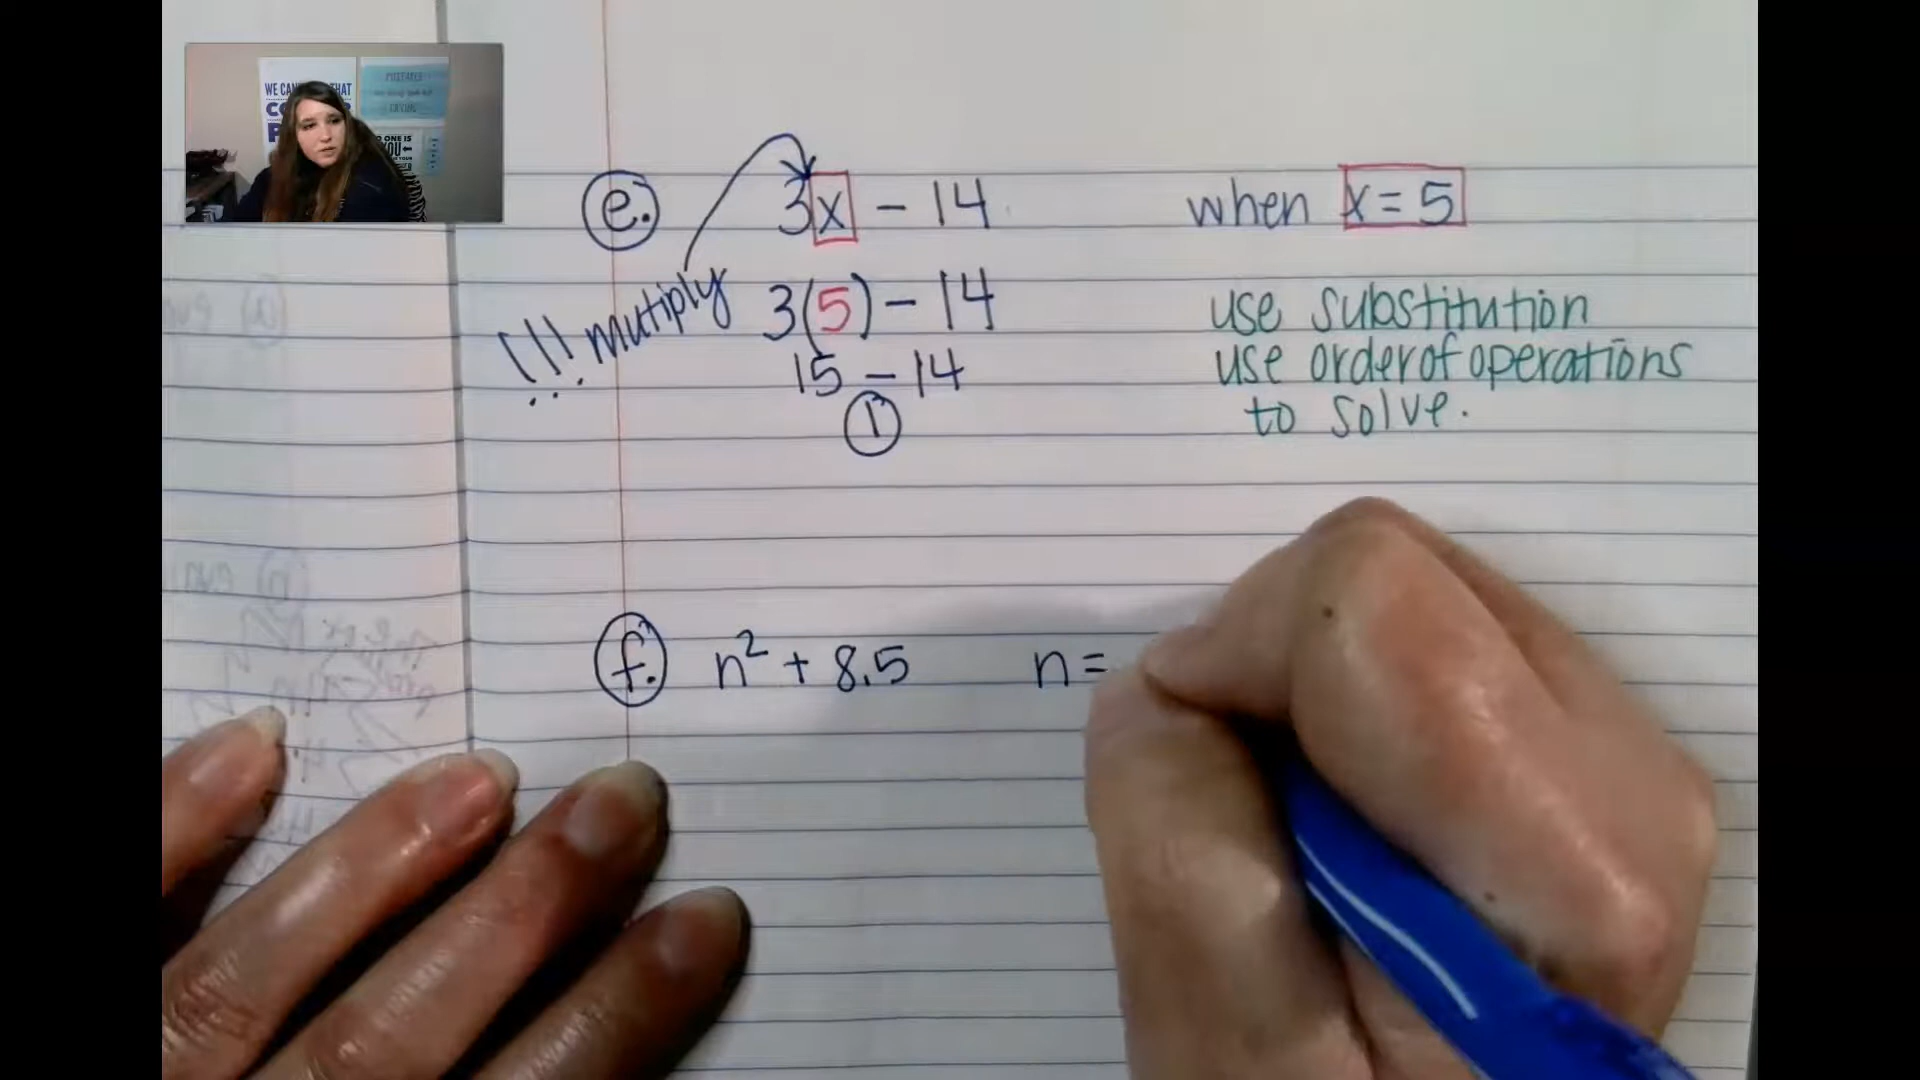 e. 3x - 14 when x = 5
!!! mutiply 3(5) - 14 use substitution
15 - 14 use order of operations
1 to solve.
f. n² + 8.5 n =